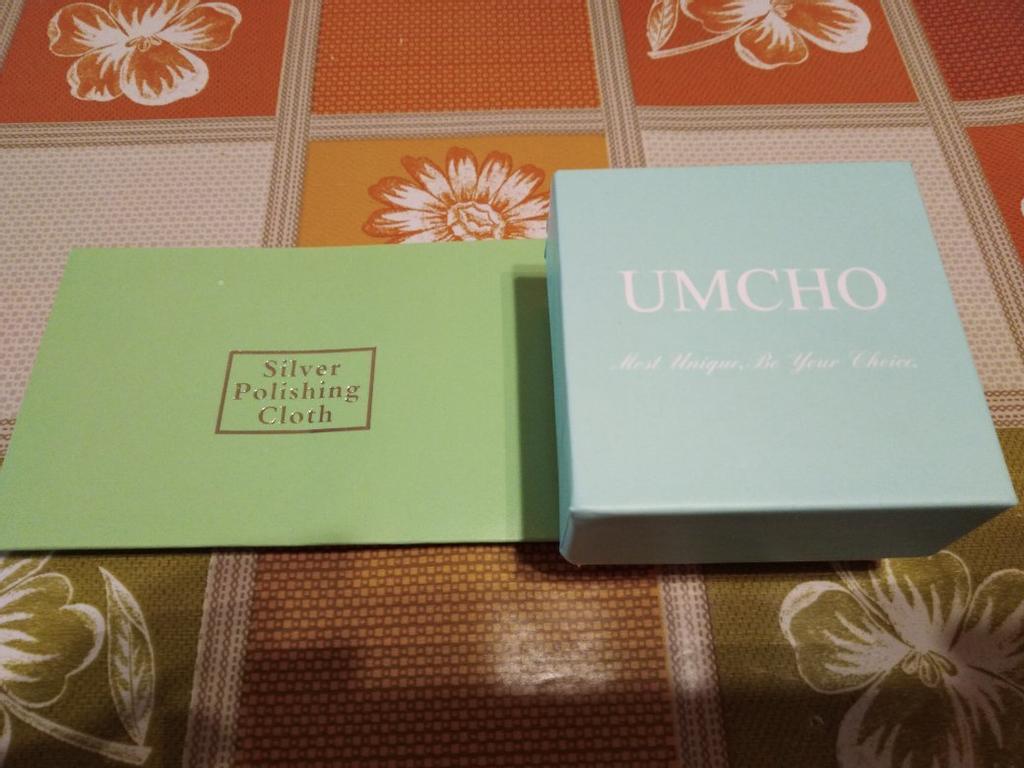 Silver
Polishing
Cloth
UMCHO
Most Unique, Be Your Choice.